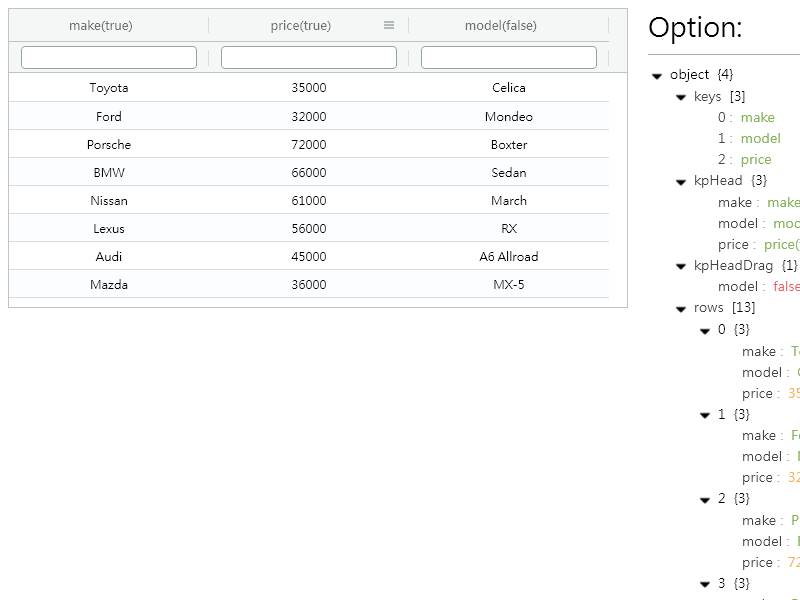 make(true) price(true) model(false)
Toyota 35000 Celica
Ford 32000 Mondeo
Porsche 72000 Boxter
BMW 66000 Sedan
Nissan 61000 March
Lexus 56000 RX
Audi 45000 A6 Allroad
Mazda 36000 MX-5
Option:
object {4}
keys [3]
0 : make
1 : model
2 : price
kpHead {3}
make : make
model :
price : price(
kpHeadDrag {1}
model : false
rows [13]
0 {3}
make :
model :
price : 35
1 {3}
make :
model :
price : 32
2 {3}
make : P
model :
price : 72
3 {3}